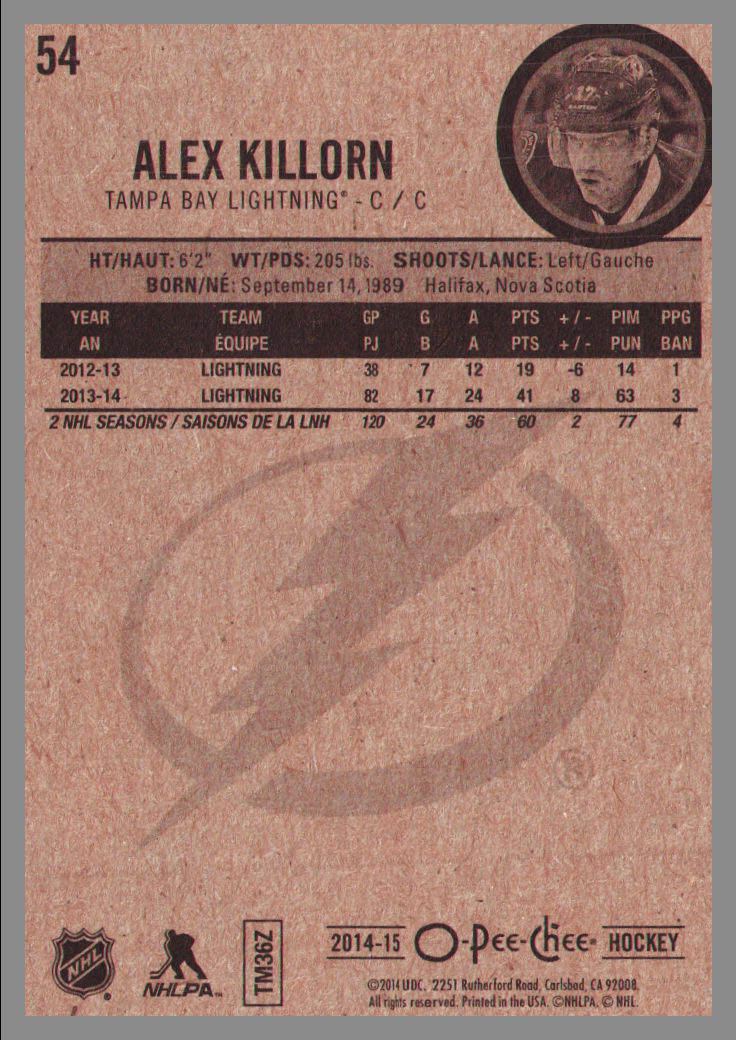 54
17
ALEX KILLORN
TAMPA BAY LIGHTNING® - C / C
HT/HAUT: 6'2" WT/PDS: 205 lbs. SHOOTS/LANCE: Left/Gauche
BORN/NÉ: September 14, 1989 Halifax, Nova Scotia
YEAR TEAM GP G A PTS +/- PIM PPG
AN ÉQUIPE PJ B A PTS +/- PUN BAN
2012-13 LIGHTNING 38 7 12 19 -6 14 1
2013-14 LIGHTNING 82 17 24 41 8 63 3
2 NHL SEASONS / SAISONS DE LA LNH 120 24 36 60 2 77 4
®
NHL®
NHLPA™
TM36Z
2014-15 O-Pee-Chee® HOCKEY
©2014 UDC. 2251 Rutherford Road, Carlsbad, CA 92008.
All rights reserved. Printed in the USA. ©NHLPA. © NHL.